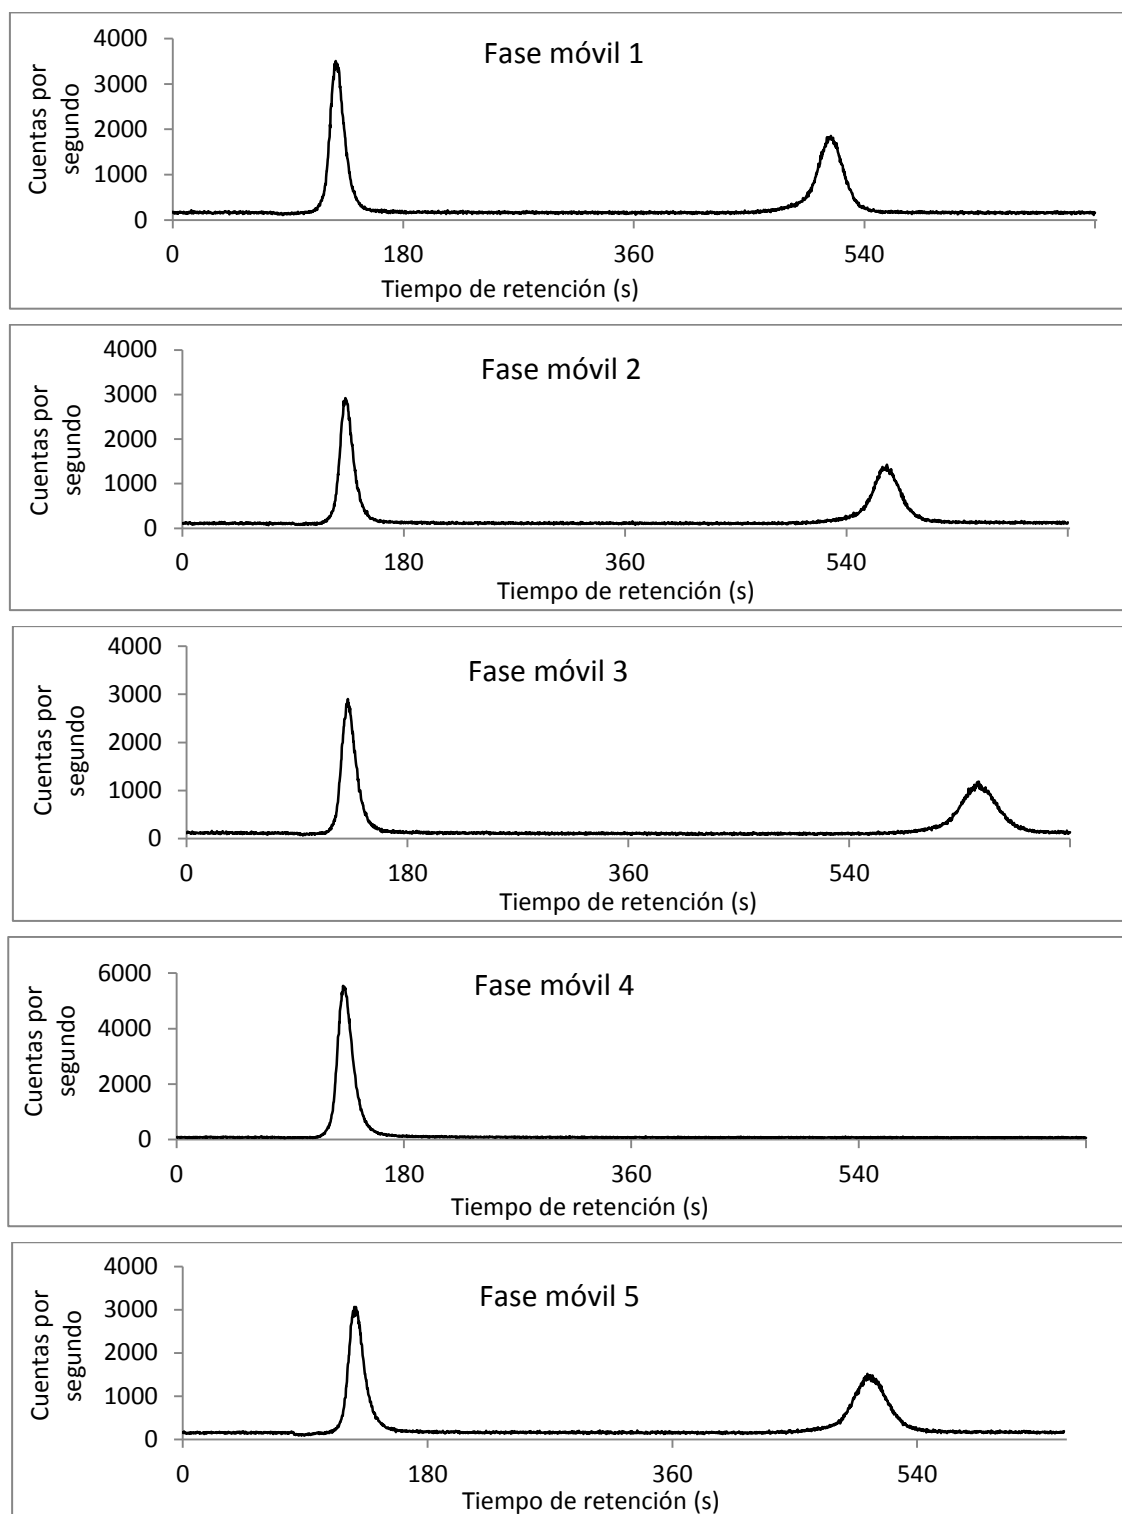 Fase móvil 1
Cuentas por
segundo
4000
3000
2000
1000
0
0 180 360 540
Tiempo de retención (s)
Fase móvil 2
Cuentas por
segundo
4000
3000
2000
1000
0
0 180 360 540
Tiempo de retención (s)
Fase móvil 3
Cuentas por
segundo
4000
3000
2000
1000
0
0 180 360 540
Tiempo de retención (s)
Fase móvil 4
Cuentas por
segundo
6000
4000
2000
0
0 180 360 540
Tiempo de retención (s)
Fase móvil 5
Cuentas por
segundo
4000
3000
2000
1000
0
0 180 360 540
Tiempo de retención (s)